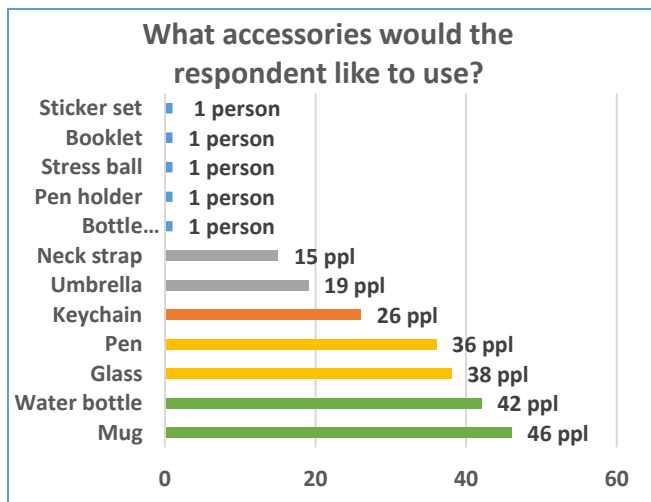 What accessories would the
respondent like to use?
Sticker set 1 person
Booklet 1 person
Stress ball 1 person
Pen holder 1 person
Bottle... 1 person
Neck strap 15 ppl
Umbrella 19 ppl
Keychain 26 ppl
Pen 36 ppl
Glass 38 ppl
Water bottle 42 ppl
Mug 46 ppl
0 20 40 60